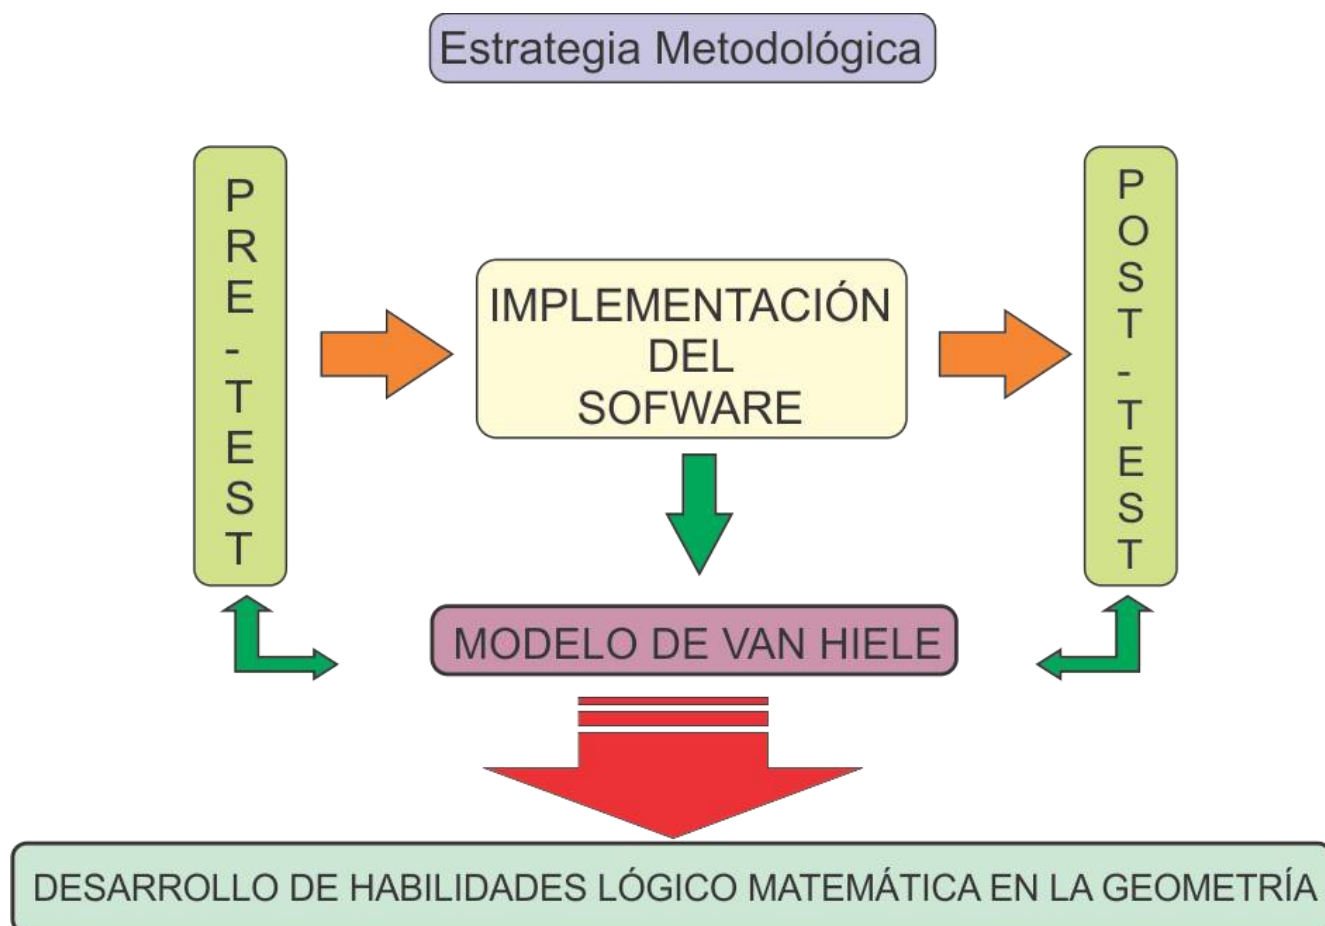 Estrategia Metodológica
PRE-TEST
IMPLEMENTACIÓN
DEL
SOFWARE
POST-TEST
MODELO DE VAN HIELE
DESARROLLO DE HABILIDADES LÓGICO MATEMÁTICA EN LA GEOMETRÍA